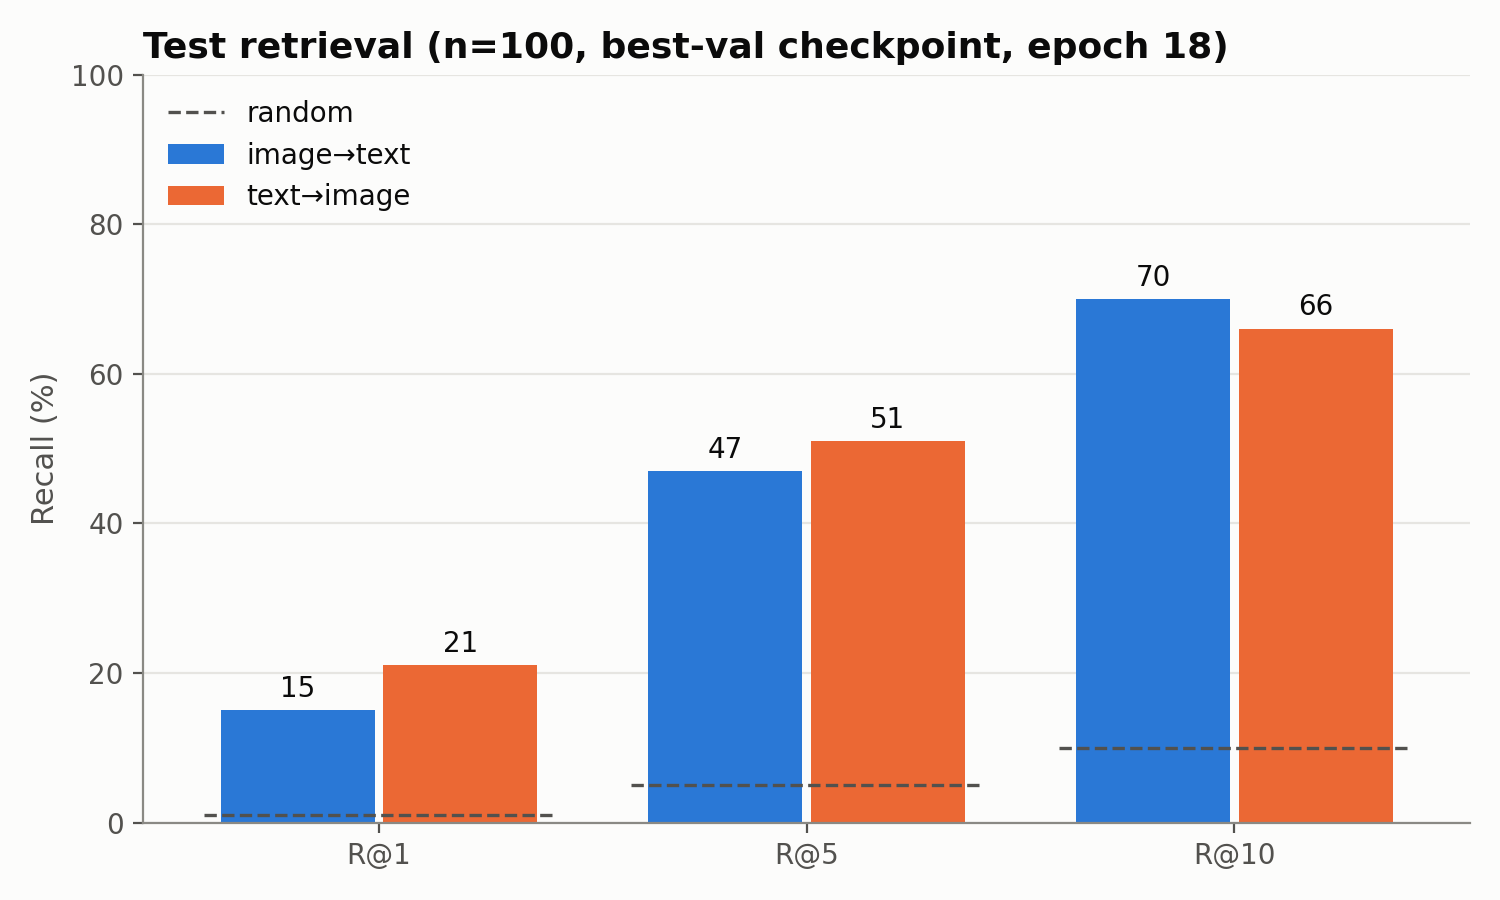 Test retrieval (n=100, best-val checkpoint, epoch 18)
100
80
60
40
20
0
Recall (%)
random
image→text
text→image
15
21
47
51
70
66
R@1
R@5
R@10